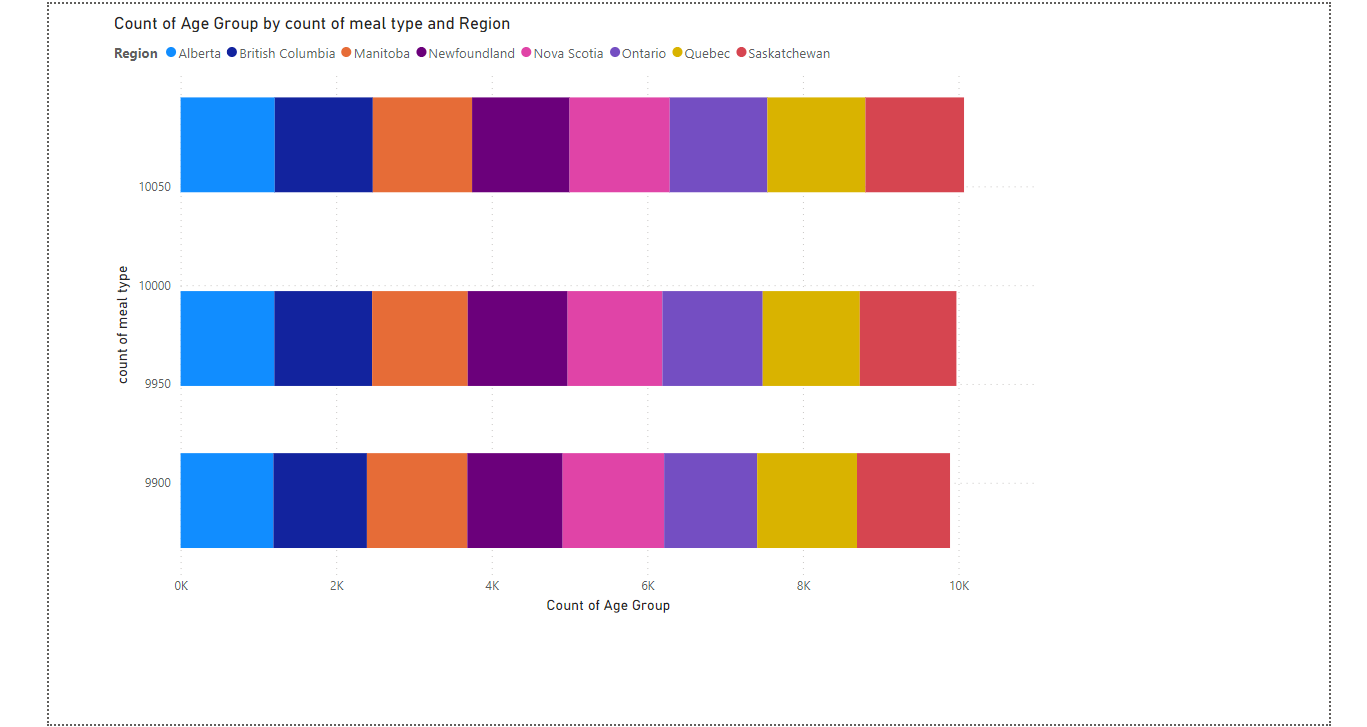 Count of Age Group by count of meal type and Region
Region Alberta British Columbia Manitoba Newfoundland Nova Scotia Ontario Quebec Saskatchewan
10050
10000
9950
9900
count of meal type
0K 2K 4K 6K 8K 10K
Count of Age Group